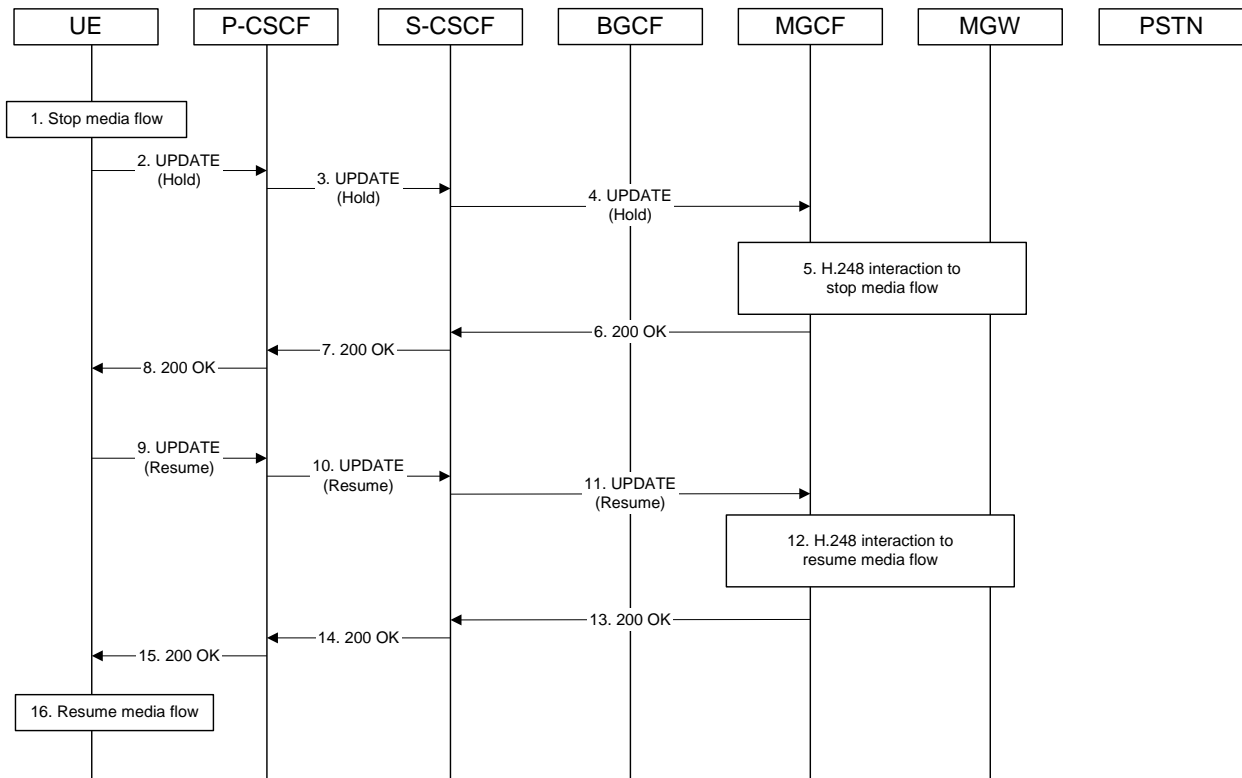 UE
P-CSCF
S-CSCF
BGCF
MGCF
MGW
PSTN
1. Stop media flow
2. UPDATE
(Hold)
3. UPDATE
(Hold)
4. UPDATE
(Hold)
5. H.248 interaction to
stop media flow
6. 200 OK
7. 200 OK
8. 200 OK
9. UPDATE
(Resume)
10. UPDATE
(Resume)
11. UPDATE
(Resume)
12. H.248 interaction to
resume media flow
13. 200 OK
14. 200 OK
15. 200 OK
16. Resume media flow